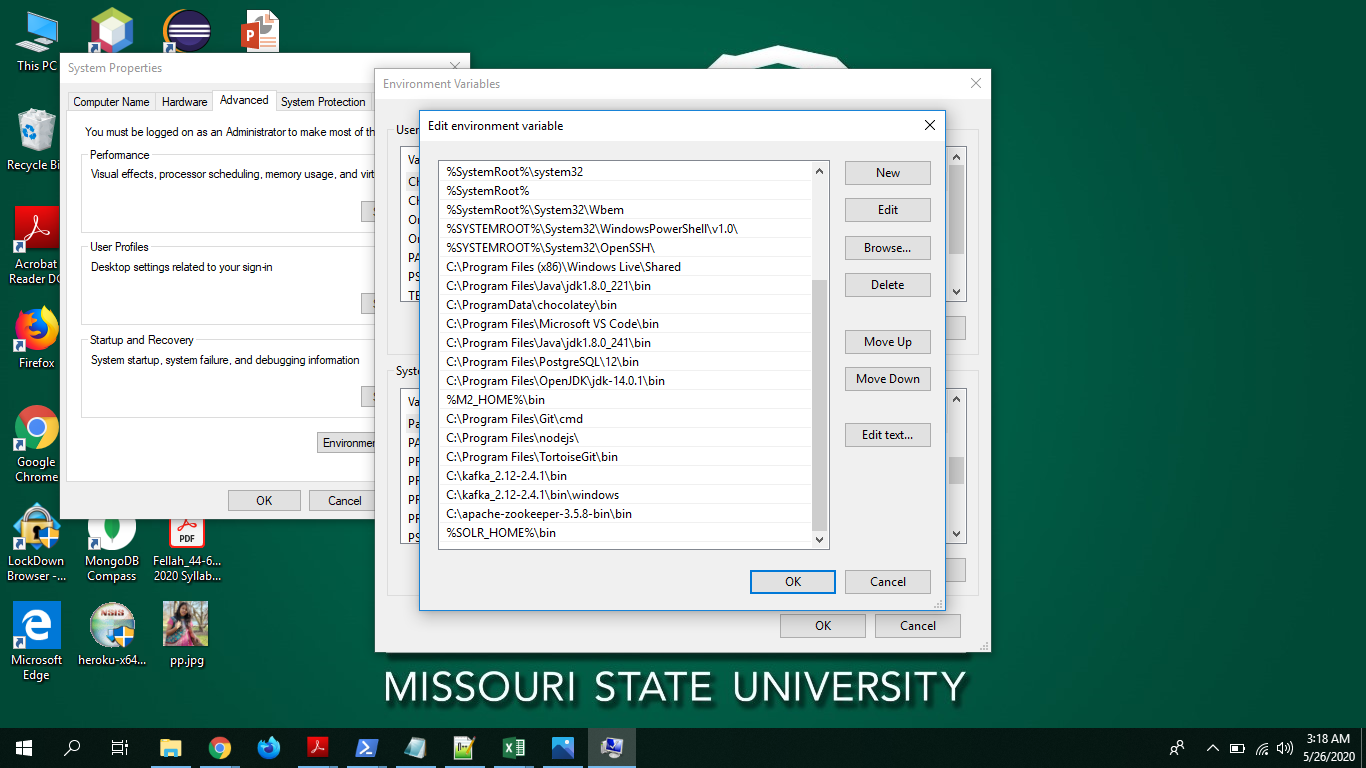 This PC
System Properties
Computer Name
Hardware
Advanced
System Protection
You must be logged on as an Administrator to make most of th
Performance
Visual effects, processor scheduling, memory usage, and virt
User Profiles
Desktop settings related to your sign-in
Startup and Recovery
System startup, system failure, and debugging information
Environmen
OK
Cancel
Environment Variables
User
Va
CH
CH
On
On
PA
PS
TE
Syste
Va
Pa
PA
PR
PR
PR
PR
PS
OK
Cancel
Edit environment variable
%SystemRoot%\system32
%SystemRoot%
%SystemRoot%\System32\Wbem
%SYSTEMROOT%\System32\WindowsPowerShell\v1.0\
%SYSTEMROOT%\System32\OpenSSH\
C:\Program Files (x86)\Windows Live\Shared
C:\Program Files\Java\jdk1.8.0_221\bin
C:\ProgramData\chocolatey\bin
C:\Program Files\Microsoft VS Code\bin
C:\Program Files\Java\jdk1.8.0_241\bin
C:\Program Files\PostgreSQL\12\bin
C:\Program Files\OpenJDK\jdk-14.0.1\bin
%M2_HOME%\bin
C:\Program Files\Git\cmd
C:\Program Files\nodejs\
C:\Program Files\TortoiseGit\bin
C:\kafka_2.12-2.4.1\bin
C:\kafka_2.12-2.4.1\bin\windows
C:\apache-zookeeper-3.5.8-bin\bin
%SOLR_HOME%\bin
New
Edit
Browse...
Delete
Move Up
Move Down
Edit text...
OK
Cancel
Recycle Bi
Acrobat
Reader DC
Firefox
Google
Chrome
LockDown
Browser -...
MongoDB
Compass
PDF
Fellah_44-6...
2020 Syllab...
Microsoft
Edge
heroku-x64...
pp.jpg
MISSOURI STATE UNIVERSITY
3:18 AM
5/26/2020